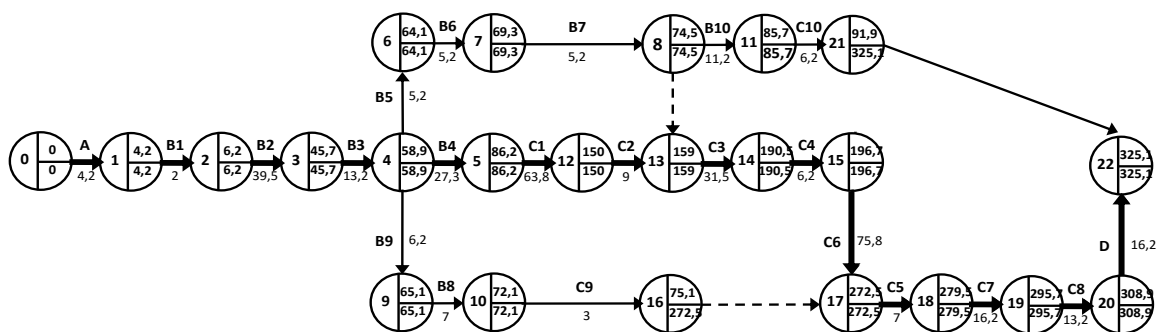 B6 B7 B10 C10
6 64,1 64,1 5,2 7 69,3 69,3 5,2 8 74,5 74,5 11,2 11 85,7 85,7 6,2 21 91,9 325,1
B5 5,2
A B1 B2 B3 B4 C1 C2 C3 C4
0 0 0 4,2 1 4,2 4,2 2 2 6,2 6,2 39,5 3 45,7 45,7 13,2 4 58,9 58,9 27,3 5 86,2 86,2 63,8 12 150 150 9 13 159 159 31,5 14 190,5 190,5 6,2 15 196,7 196,7 22 325,1 325,1
B9 6,2 C6 75,8 D 16,2
B8 C9 C5 C7 C8
9 65,1 65,1 7 10 72,1 72,1 3 16 75,1 272,5 17 272,5 272,5 7 18 279,5 279,5 16,2 19 295,7 295,7 13,2 20 308,9 308,9